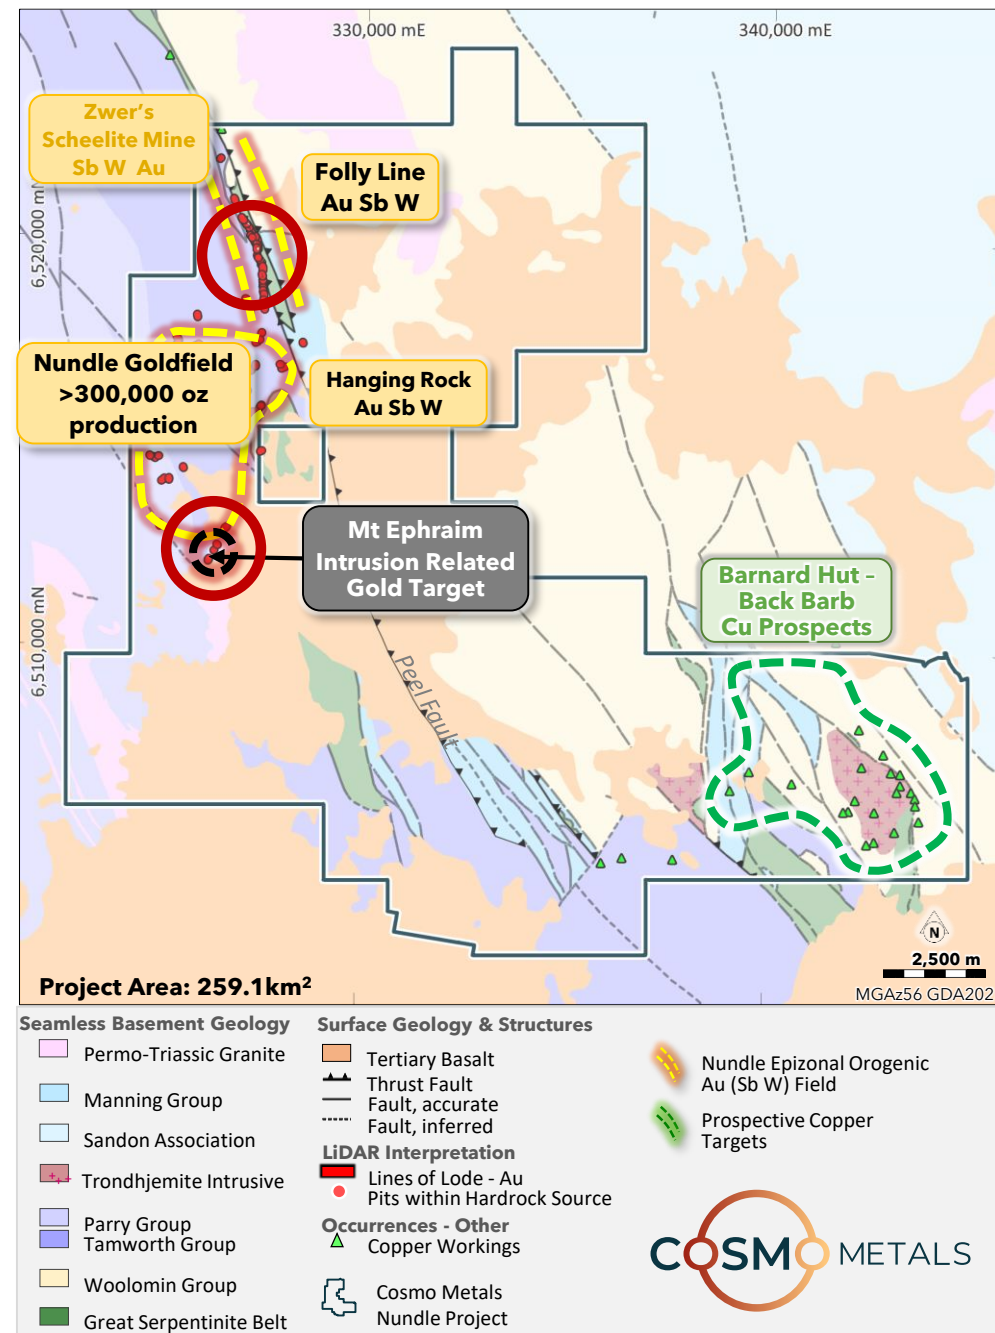 330,000 mE
340,000 mE
Zwer's
Scheelite Mine
Sb W Au
Folly Line
Au Sb W
6,520,000 mN
Nundle Goldfield
>300,000 oz
production
Hanging Rock
Au Sb W
Mt Ephraim
Intrusion Related
Gold Target
Barnard Hut -
Back Barb
Cu Prospects
6,510,000 mN
Peel Fault
N
2,500 m
Project Area: 259.1km²
MGAz56 GDA202
Seamless Basement Geology
Permo-Triassic Granite
Manning Group
Sandon Association
Trondhjemite Intrusive
Parry Group
Tamworth Group
Woolomin Group
Great Serpentinite Belt
Surface Geology & Structures
Tertiary Basalt
Thrust Fault
Fault, accurate
Fault, inferred
LiDAR Interpretation
Lines of Lode - Au
Pits within Hardrock Source
Occurrences - Other
Copper Workings
Cosmo Metals
Nundle Project
Nundle Epizonal Orogenic
Au (Sb W) Field
Prospective Copper
Targets
COSMO METALS